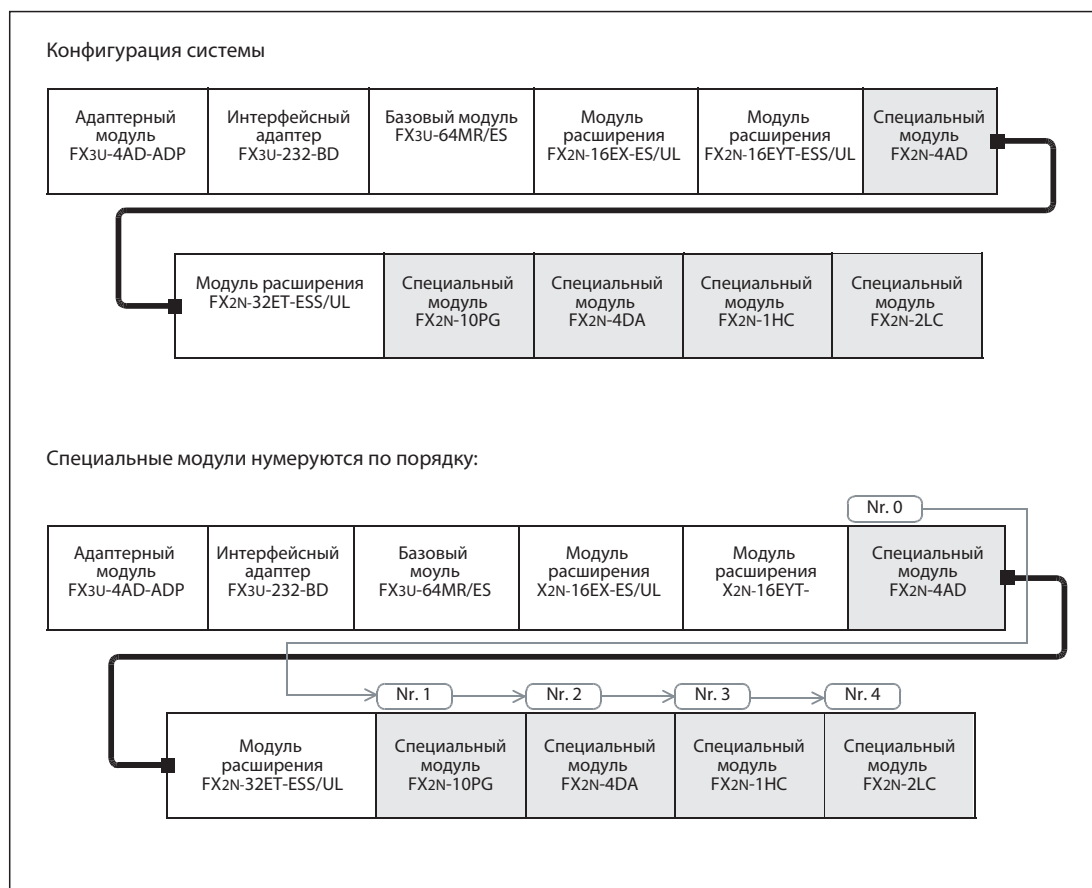 Конфигурация системы
Адаптерный
модуль
FX3U-4AD-ADP
Интерфейсный
адаптер
FX3U-232-BD
Базовый модуль
FX3U-64MR/ES
Модуль
расширения
FX2N-16EX-ES/UL
Модуль
расширения
FX2N-16EYT-ESS/UL
Специальный
модуль
FX2N-4AD
Модуль расширения
FX2N-32ET-ESS/UL
Специальный
модуль
FX2N-10PG
Специальный
модуль
FX2N-4DA
Специальный
модуль
FX2N-1HC
Специальный
модуль
FX2N-2LC
Специальные модули нумеруются по порядку:
Nr. 0
Адаптерный
модуль
FX3U-4AD-ADP
Интерфейсный
адаптер
FX3U-232-BD
Базовый
моуль
FX3U-64MR/ES
Модуль
расширения
X2N-16EX-ES/UL
Модуль
расширения
X2N-16EYT-
Специальный
модуль
FX2N-4AD
Nr. 1
Nr. 2
Nr. 3
Nr. 4
Модуль
расширения
FX2N-32ET-ESS/UL
Специальный
модуль
FX2N-10PG
Специальный
модуль
FX2N-4DA
Специальный
модуль
FX2N-1HC
Специальный
модуль
FX2N-2LC